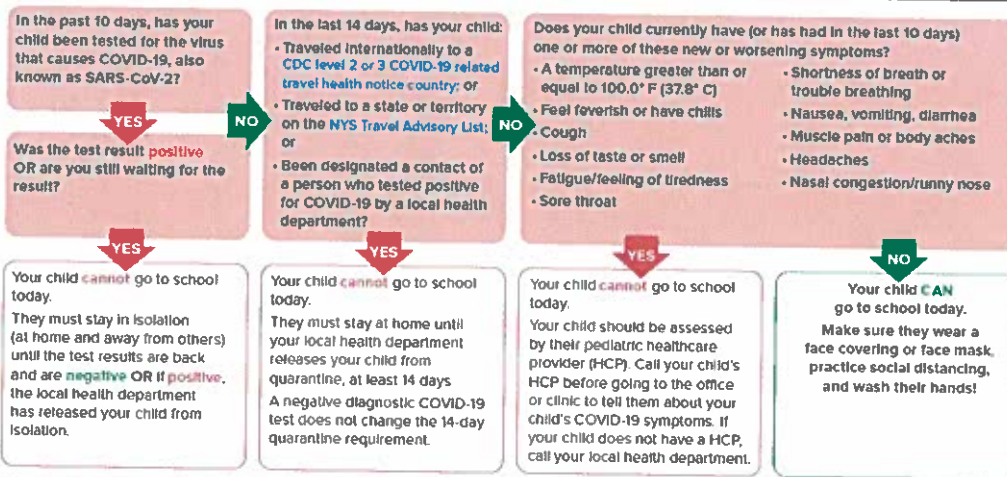 In the past 10 days, has your
child been tested for the virus
that causes COVID-19, also
known as SARS-CoV-2?
YES
Was the test result positive
OR are you still waiting for the
result?
YES
Your child cannot go to school
today.
They must stay in isolation
(at home and away from others)
until the test results are back
and are negative OR if positive,
the local health department
has released your child from
isolation.
NO
In the last 14 days, has your child:
• Traveled internationally to a
CDC level 2 or 3 COVID-19 related
travel health notice country; or
• Traveled to a state or territory
on the NYS Travel Advisory List;
or
• Been designated a contact of
a person who tested positive
for COVID-19 by a local health
department?
YES
Your child cannot go to school
today.
They must stay at home until
your local health department
releases your child from
quarantine, at least 14 days
A negative diagnostic COVID-19
test does not change the 14-day
quarantine requirement.
NO
Does your child currently have (or has had in the last 10 days)
one or more of these new or worsening symptoms?
• A temperature greater than or
equal to 100.0° F (37.8° C)
• Feel feverish or have chills
• Cough
• Loss of taste or smell
• Fatigue/feeling of tiredness
• Sore throat
• Shortness of breath or
trouble breathing
• Nausea, vomiting, diarrhea
• Muscle pain or body aches
• Headaches
• Nasal congestion/runny nose
YES
Your child cannot go to school
today.
Your child should be assessed
by their pediatric healthcare
provider (HCP). Call your child's
HCP before going to the office
or clinic to tell them about your
child's COVID-19 symptoms. If
your child does not have a HCP,
call your local health department.
NO
Your child CAN
go to school today.
Make sure they wear a
face covering or face mask,
practice social distancing,
and wash their hands!